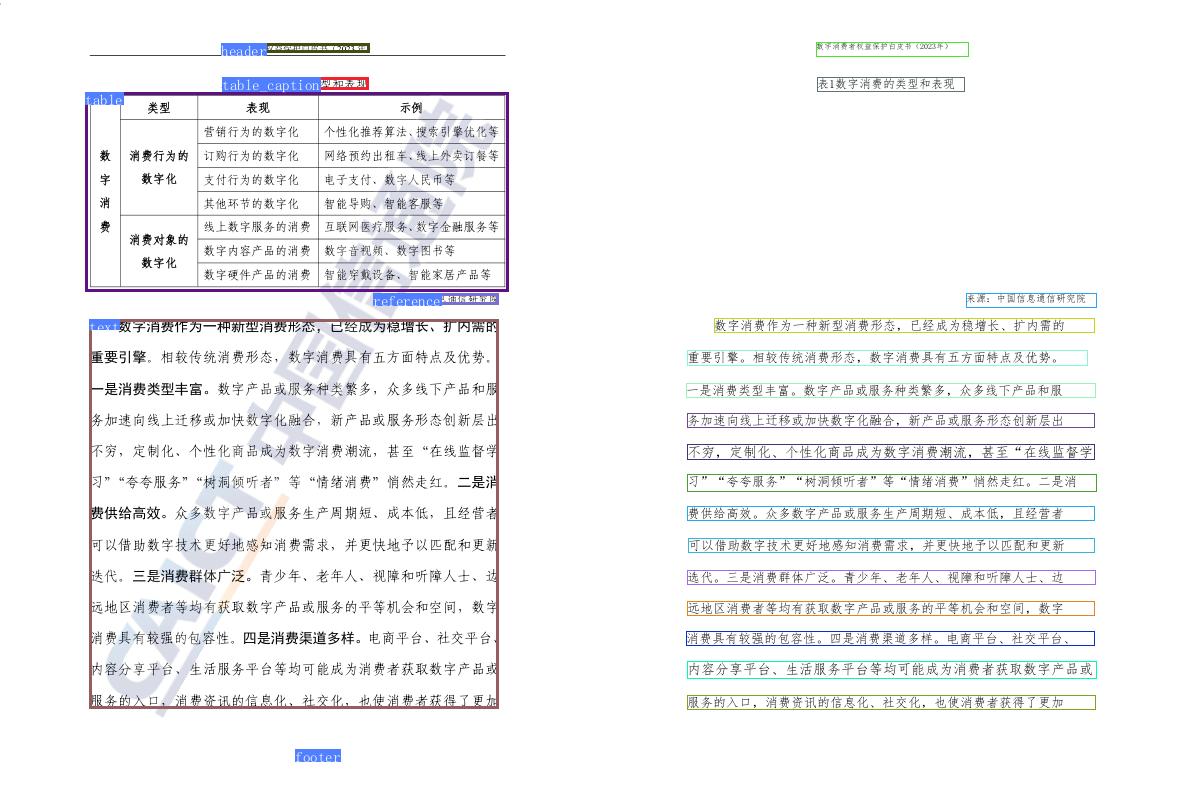 header
table_caption
型和表现
table
类型 表现 示例
数字消费
消费行为的数字化
营销行为的数字化 个性化推荐算法、搜索引擎优化等
订购行为的数字化 网络预约出租车、线上外卖订餐等
支付行为的数字化 电子支付、数字人民币等
其他环节的数字化 智能导购、智能客服等
消费对象的数字化
线上数字服务的消费 互联网医疗服务、数字金融服务等
数字内容产品的消费 数字音视频、数字图书等
数字硬件产品的消费 智能穿戴设备、智能家居产品等
reference
text
数字消费作为一种新型消费形态，已经成为稳增长、扩内需的
重要引擎。相较传统消费形态，数字消费具有五方面特点及优势。
一是消费类型丰富。数字产品或服务种类繁多，众多线下产品和服
务加速向线上迁移或加快数字化融合，新产品或服务形态创新层出
不穷，定制化、个性化商品成为数字消费潮流，甚至“在线监督学
习”“夸夸服务”“树洞倾听者”等“情绪消费”悄然走红。二是消
费供给高效。众多数字产品或服务生产周期短、成本低，且经营者
可以借助数字技术更好地感知消费需求，并更快地予以匹配和更新
迭代。三是消费群体广泛。青少年、老年人、视障和听障人士、边
远地区消费者等均有获取数字产品或服务的平等机会和空间，数字
消费具有较强的包容性。四是消费渠道多样。电商平台、社交平台、
内容分享平台、生活服务平台等均可能成为消费者获取数字产品或
服务的入口，消费资讯的信息化、社交化，也使消费者获得了更加
footer
CAICT 中国信通院
数字消费者权益保护白皮书（2023年）
表1数字消费的类型和表现
来源：中国信息通信研究院
数字消费作为一种新型消费形态，已经成为稳增长、扩内需的
重要引擎。相较传统消费形态，数字消费具有五方面特点及优势。
一是消费类型丰富。数字产品或服务种类繁多，众多线下产品和服
务加速向线上迁移或加快数字化融合，新产品或服务形态创新层出
不穷，定制化、个性化商品成为数字消费潮流，甚至“在线监督学
习”“夸夸服务”“树洞倾听者”等“情绪消费”悄然走红。二是消
费供给高效。众多数字产品或服务生产周期短、成本低，且经营者
可以借助数字技术更好地感知消费需求，并更快地予以匹配和更新
迭代。三是消费群体广泛。青少年、老年人、视障和听障人士、边
远地区消费者等均有获取数字产品或服务的平等机会和空间，数字
消费具有较强的包容性。四是消费渠道多样。电商平台、社交平台、
内容分享平台、生活服务平台等均可能成为消费者获取数字产品或
服务的入口，消费资讯的信息化、社交化，也使消费者获得了更加